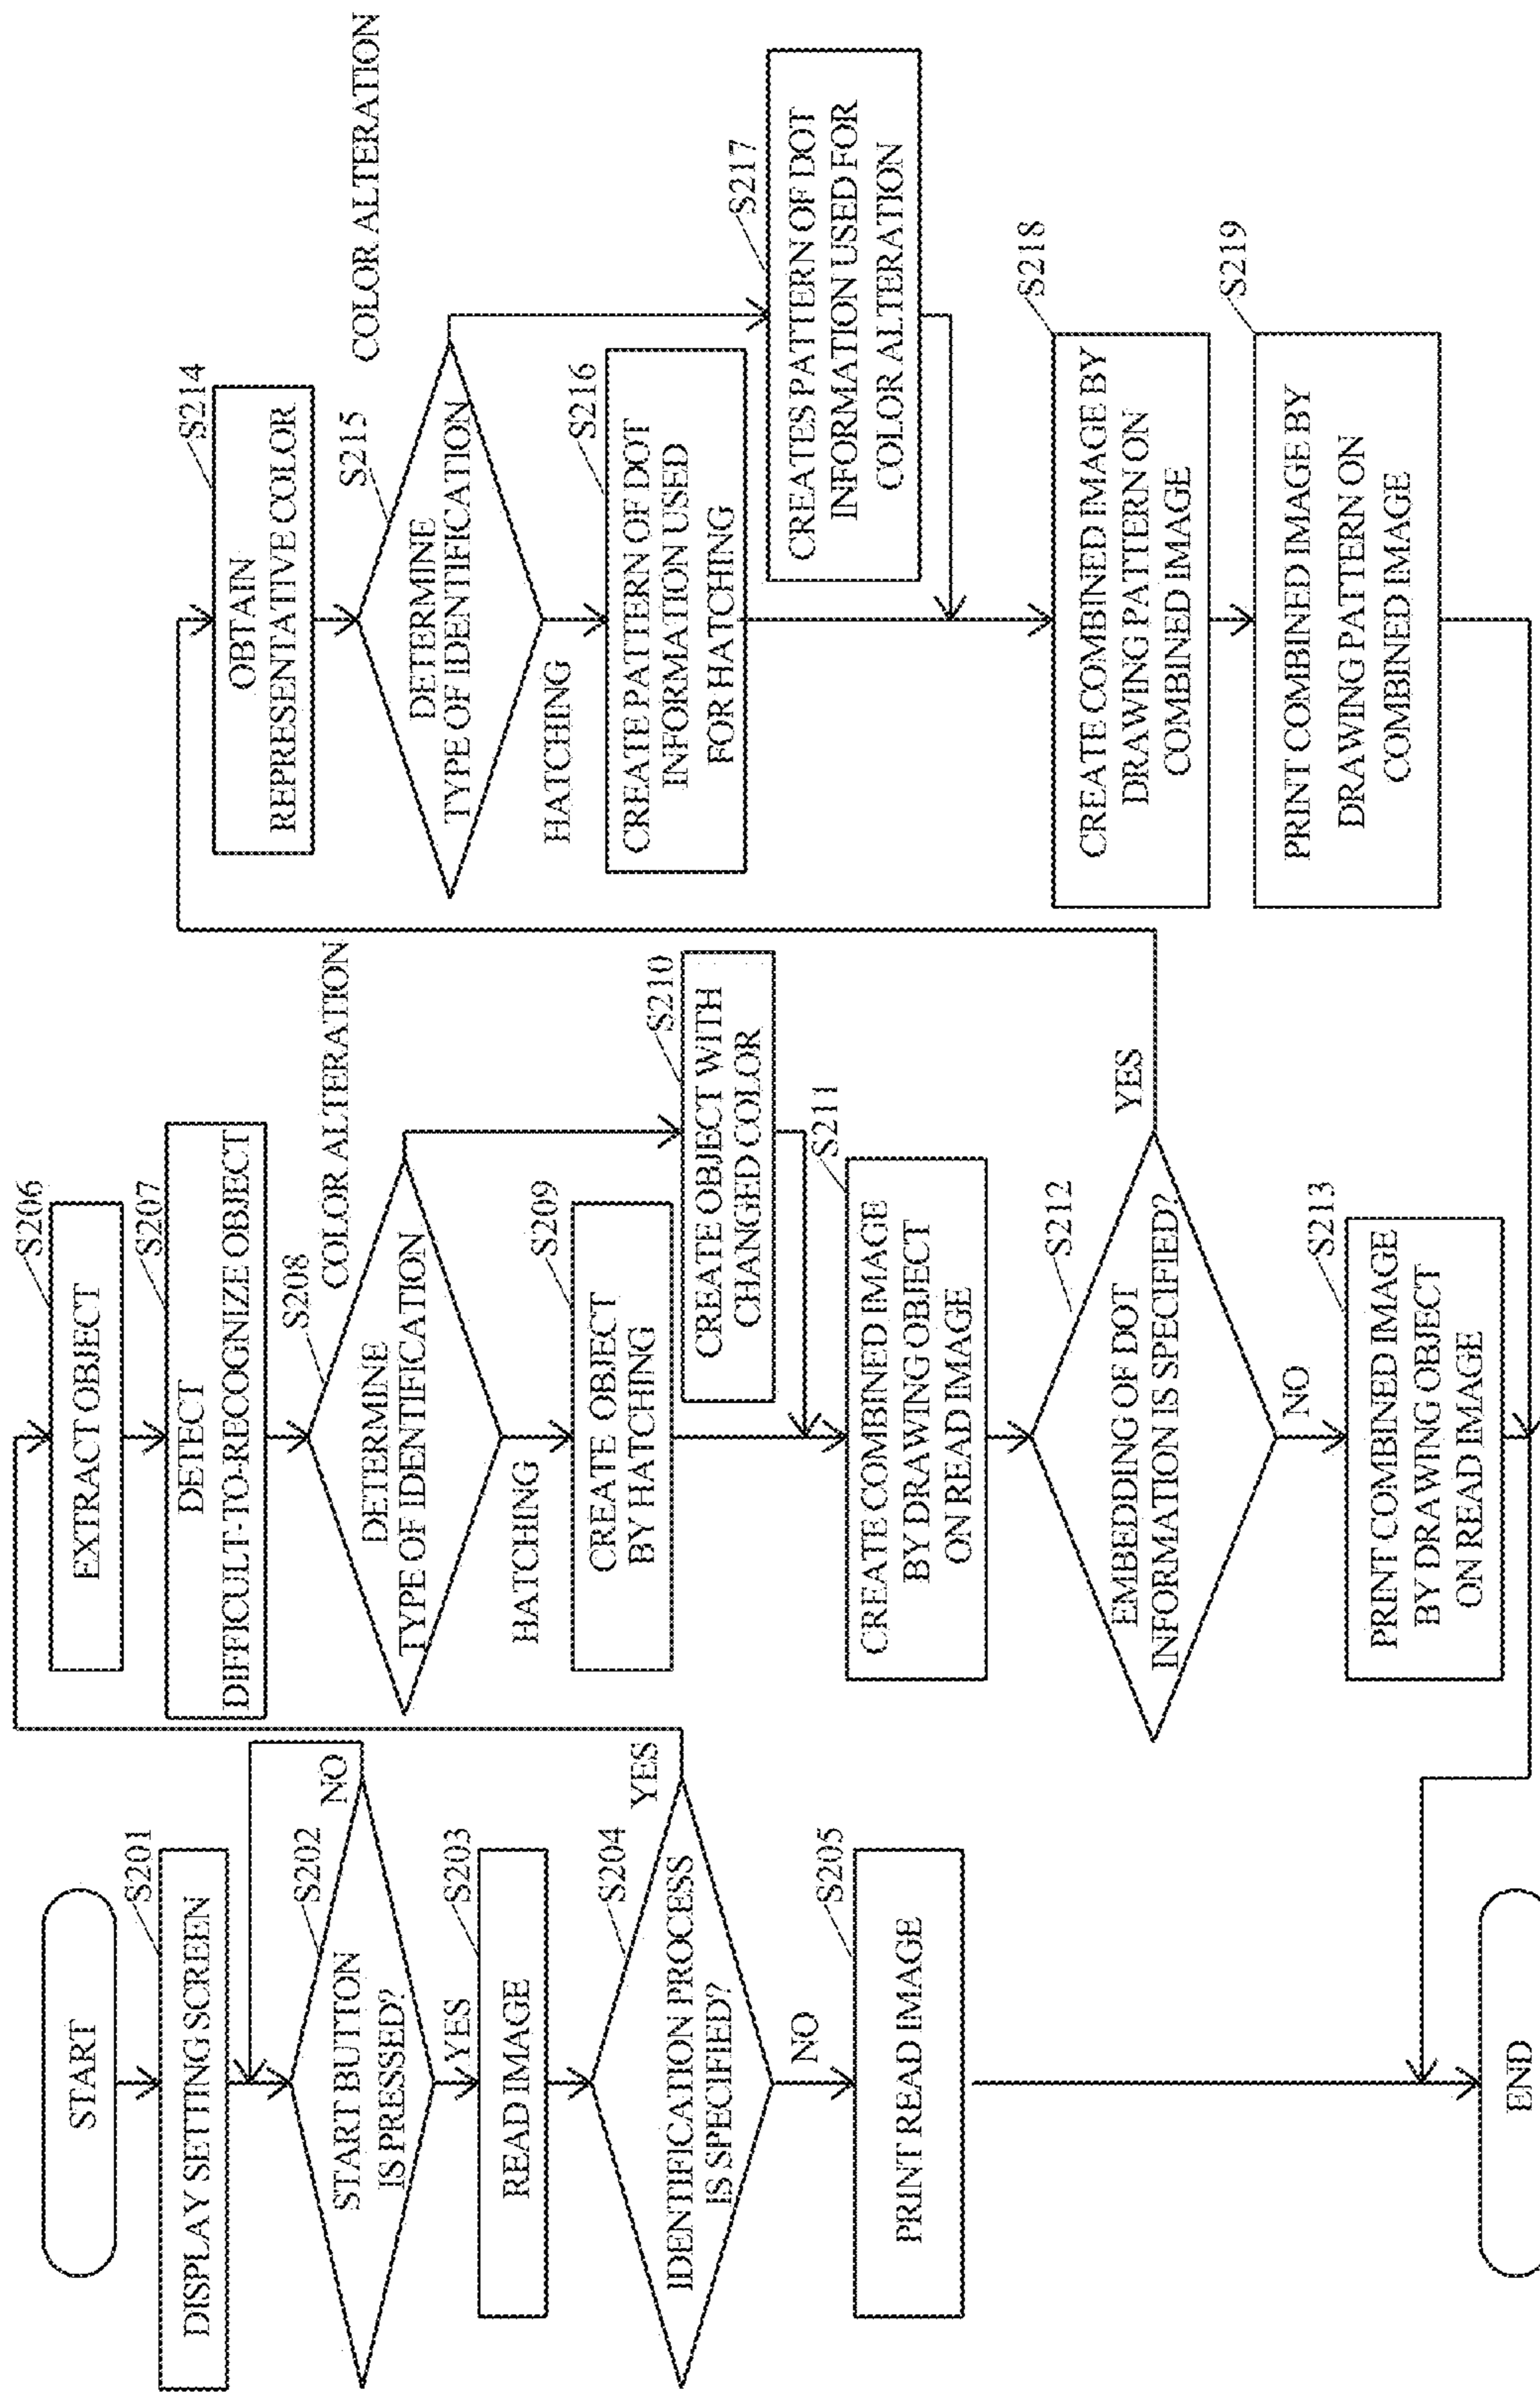 START
S201
DISPLAY SETTING SCREEN
S202
START BUTTON
IS PRESSED?
NO
YES
S203
READ IMAGE
S204
IDENTIFICATION PROCESS
IS SPECIFIED?
YES
NO
S205
PRINT READ IMAGE
END
S206
EXTRACT OBJECT
S207
DETECT
DIFFICULT-TO-RECOGNIZE OBJECT
S208
COLOR ALTERATION
DETERMINE
TYPE OF IDENTIFICATION
HATCHING
S209
CREATE OBJECT
BY HATCHING
S210
CREATE OBJECT WITH
CHANGED COLOR
S211
CREATE COMBINED IMAGE
BY DRAWING OBJECT
ON READ IMAGE
S212
YES
EMBEDDING OF DOT
INFORMATION IS SPECIFIED?
NO
S213
PRINT COMBINED IMAGE
BY DRAWING OBJECT
ON READ IMAGE
S214
OBTAIN
REPRESENTATIVE COLOR
S215
COLOR ALTERATION
DETERMINE
TYPE OF IDENTIFICATION
HATCHING
S216
CREATE PATTERN OF DOT
INFORMATION USED
FOR HATCHING
S217
CREATES PATTERN OF DOT
INFORMATION USED FOR
COLOR ALTERATION
S218
CREATE COMBINED IMAGE BY
DRAWING PATTERN ON
COMBINED IMAGE
S219
PRINT COMBINED IMAGE BY
DRAWING PATTERN ON
COMBINED IMAGE